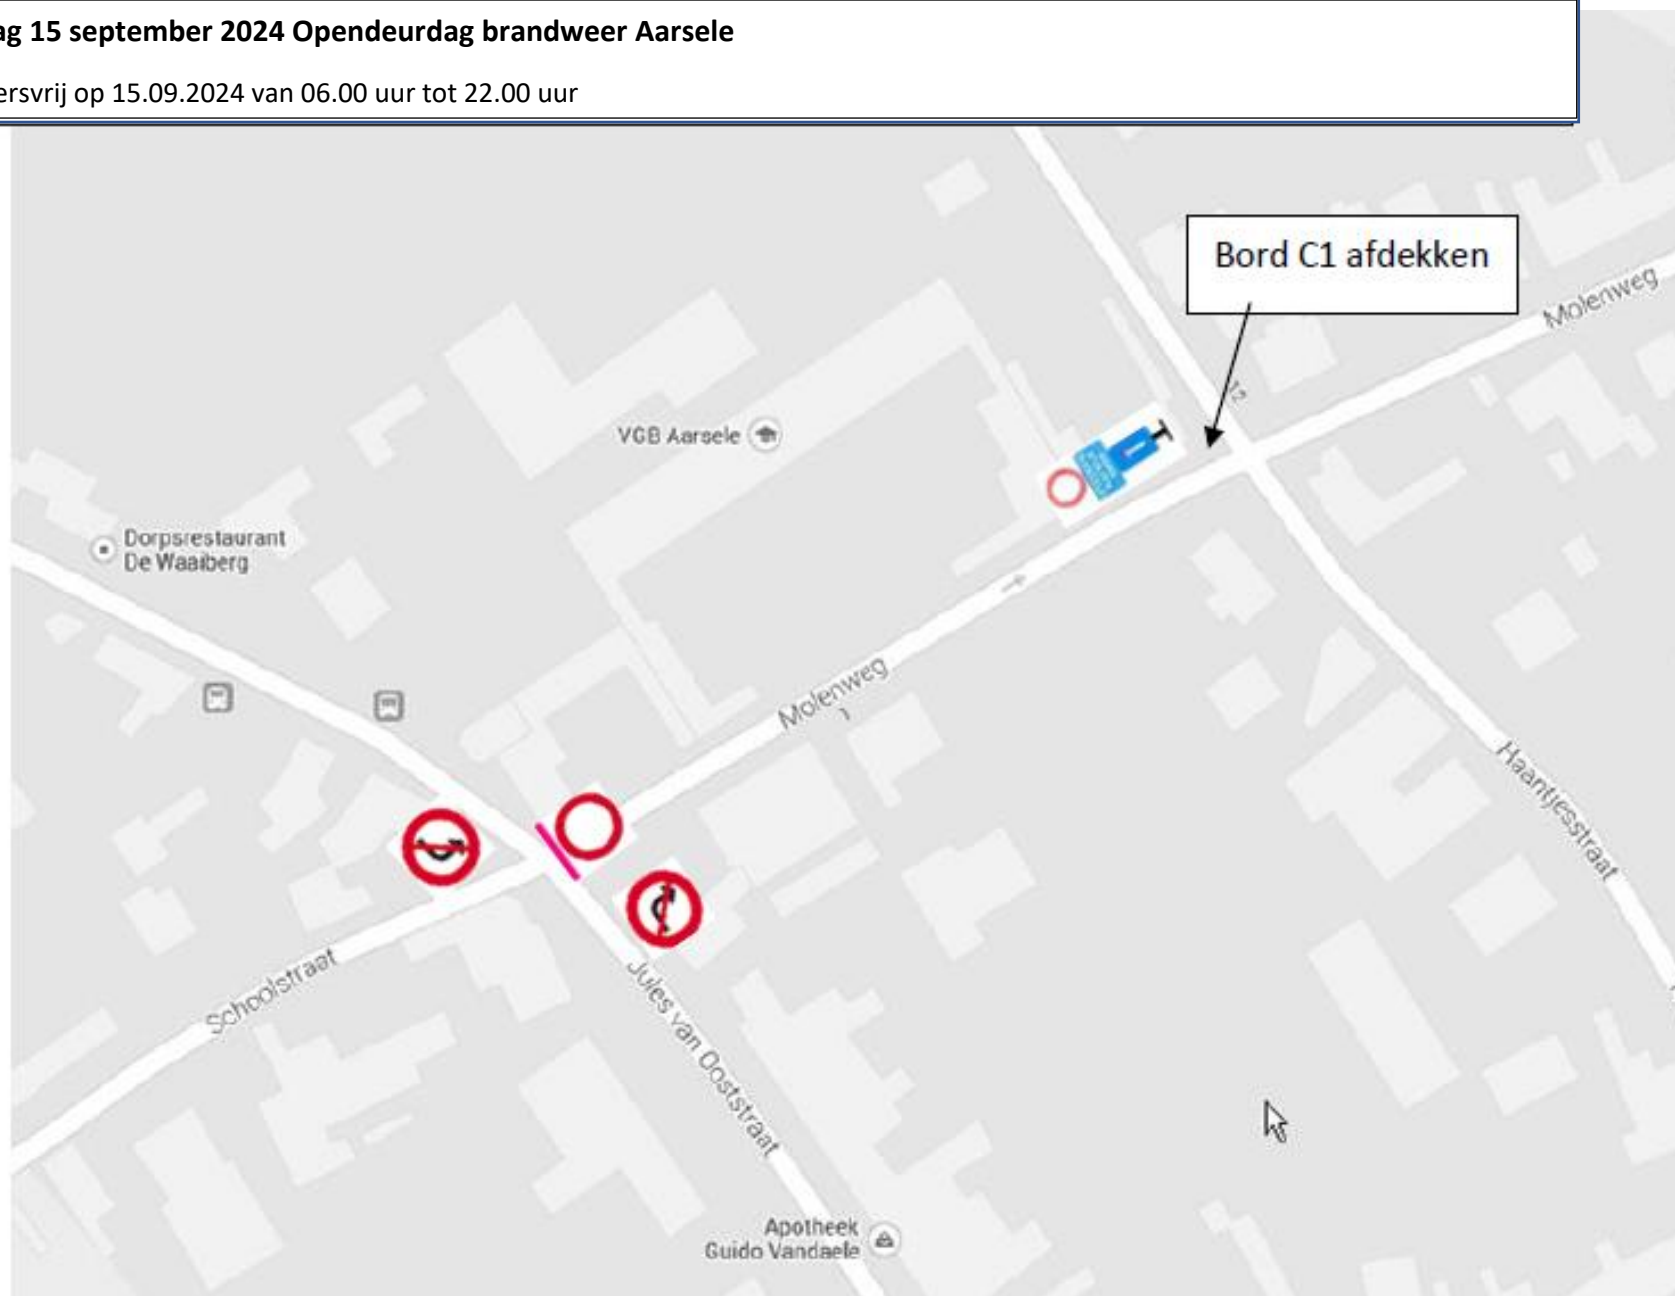 ag 15 september 2024 Opendeurdag brandweer Aarsele
ersvrij op 15.09.2024 van 06.00 uur tot 22.00 uur
Bord C1 afdekken
Molenweg
12
VGB Aarsele
Dorpsrestaurant
De Waaiberg
Molenweg
Haantjesstraat
Schoolstraat
Jules van Ooststraat
Apotheek
Guido Vandaele